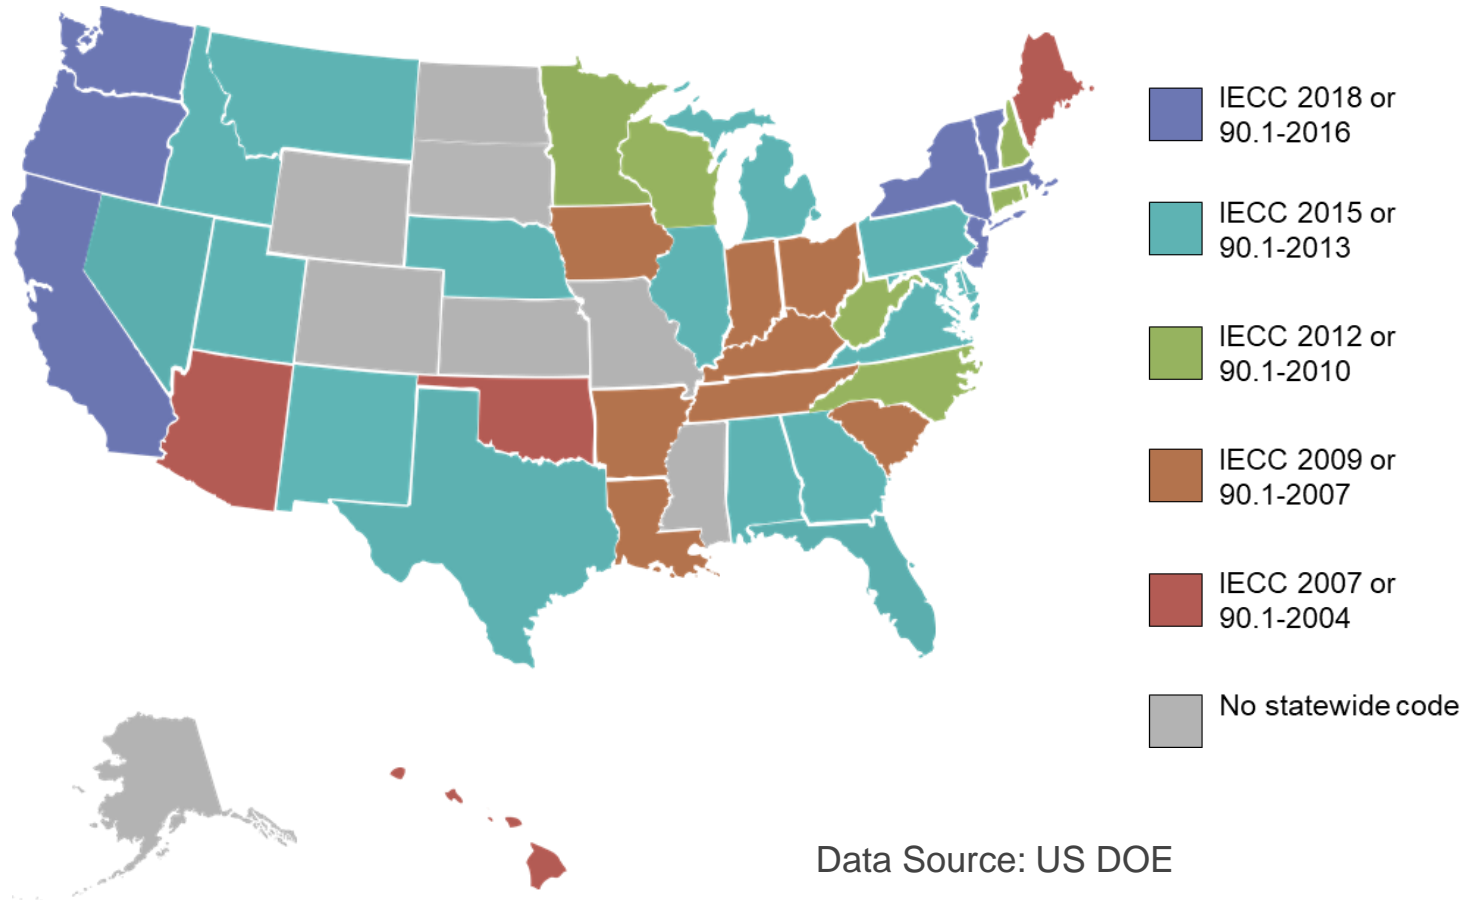 IECC 2018 or
90.1-2016
IECC 2015 or
90.1-2013
IECC 2012 or
90.1-2010
IECC 2009 or
90.1-2007
IECC 2007 or
90.1-2004
No statewide code
Data Source: US DOE